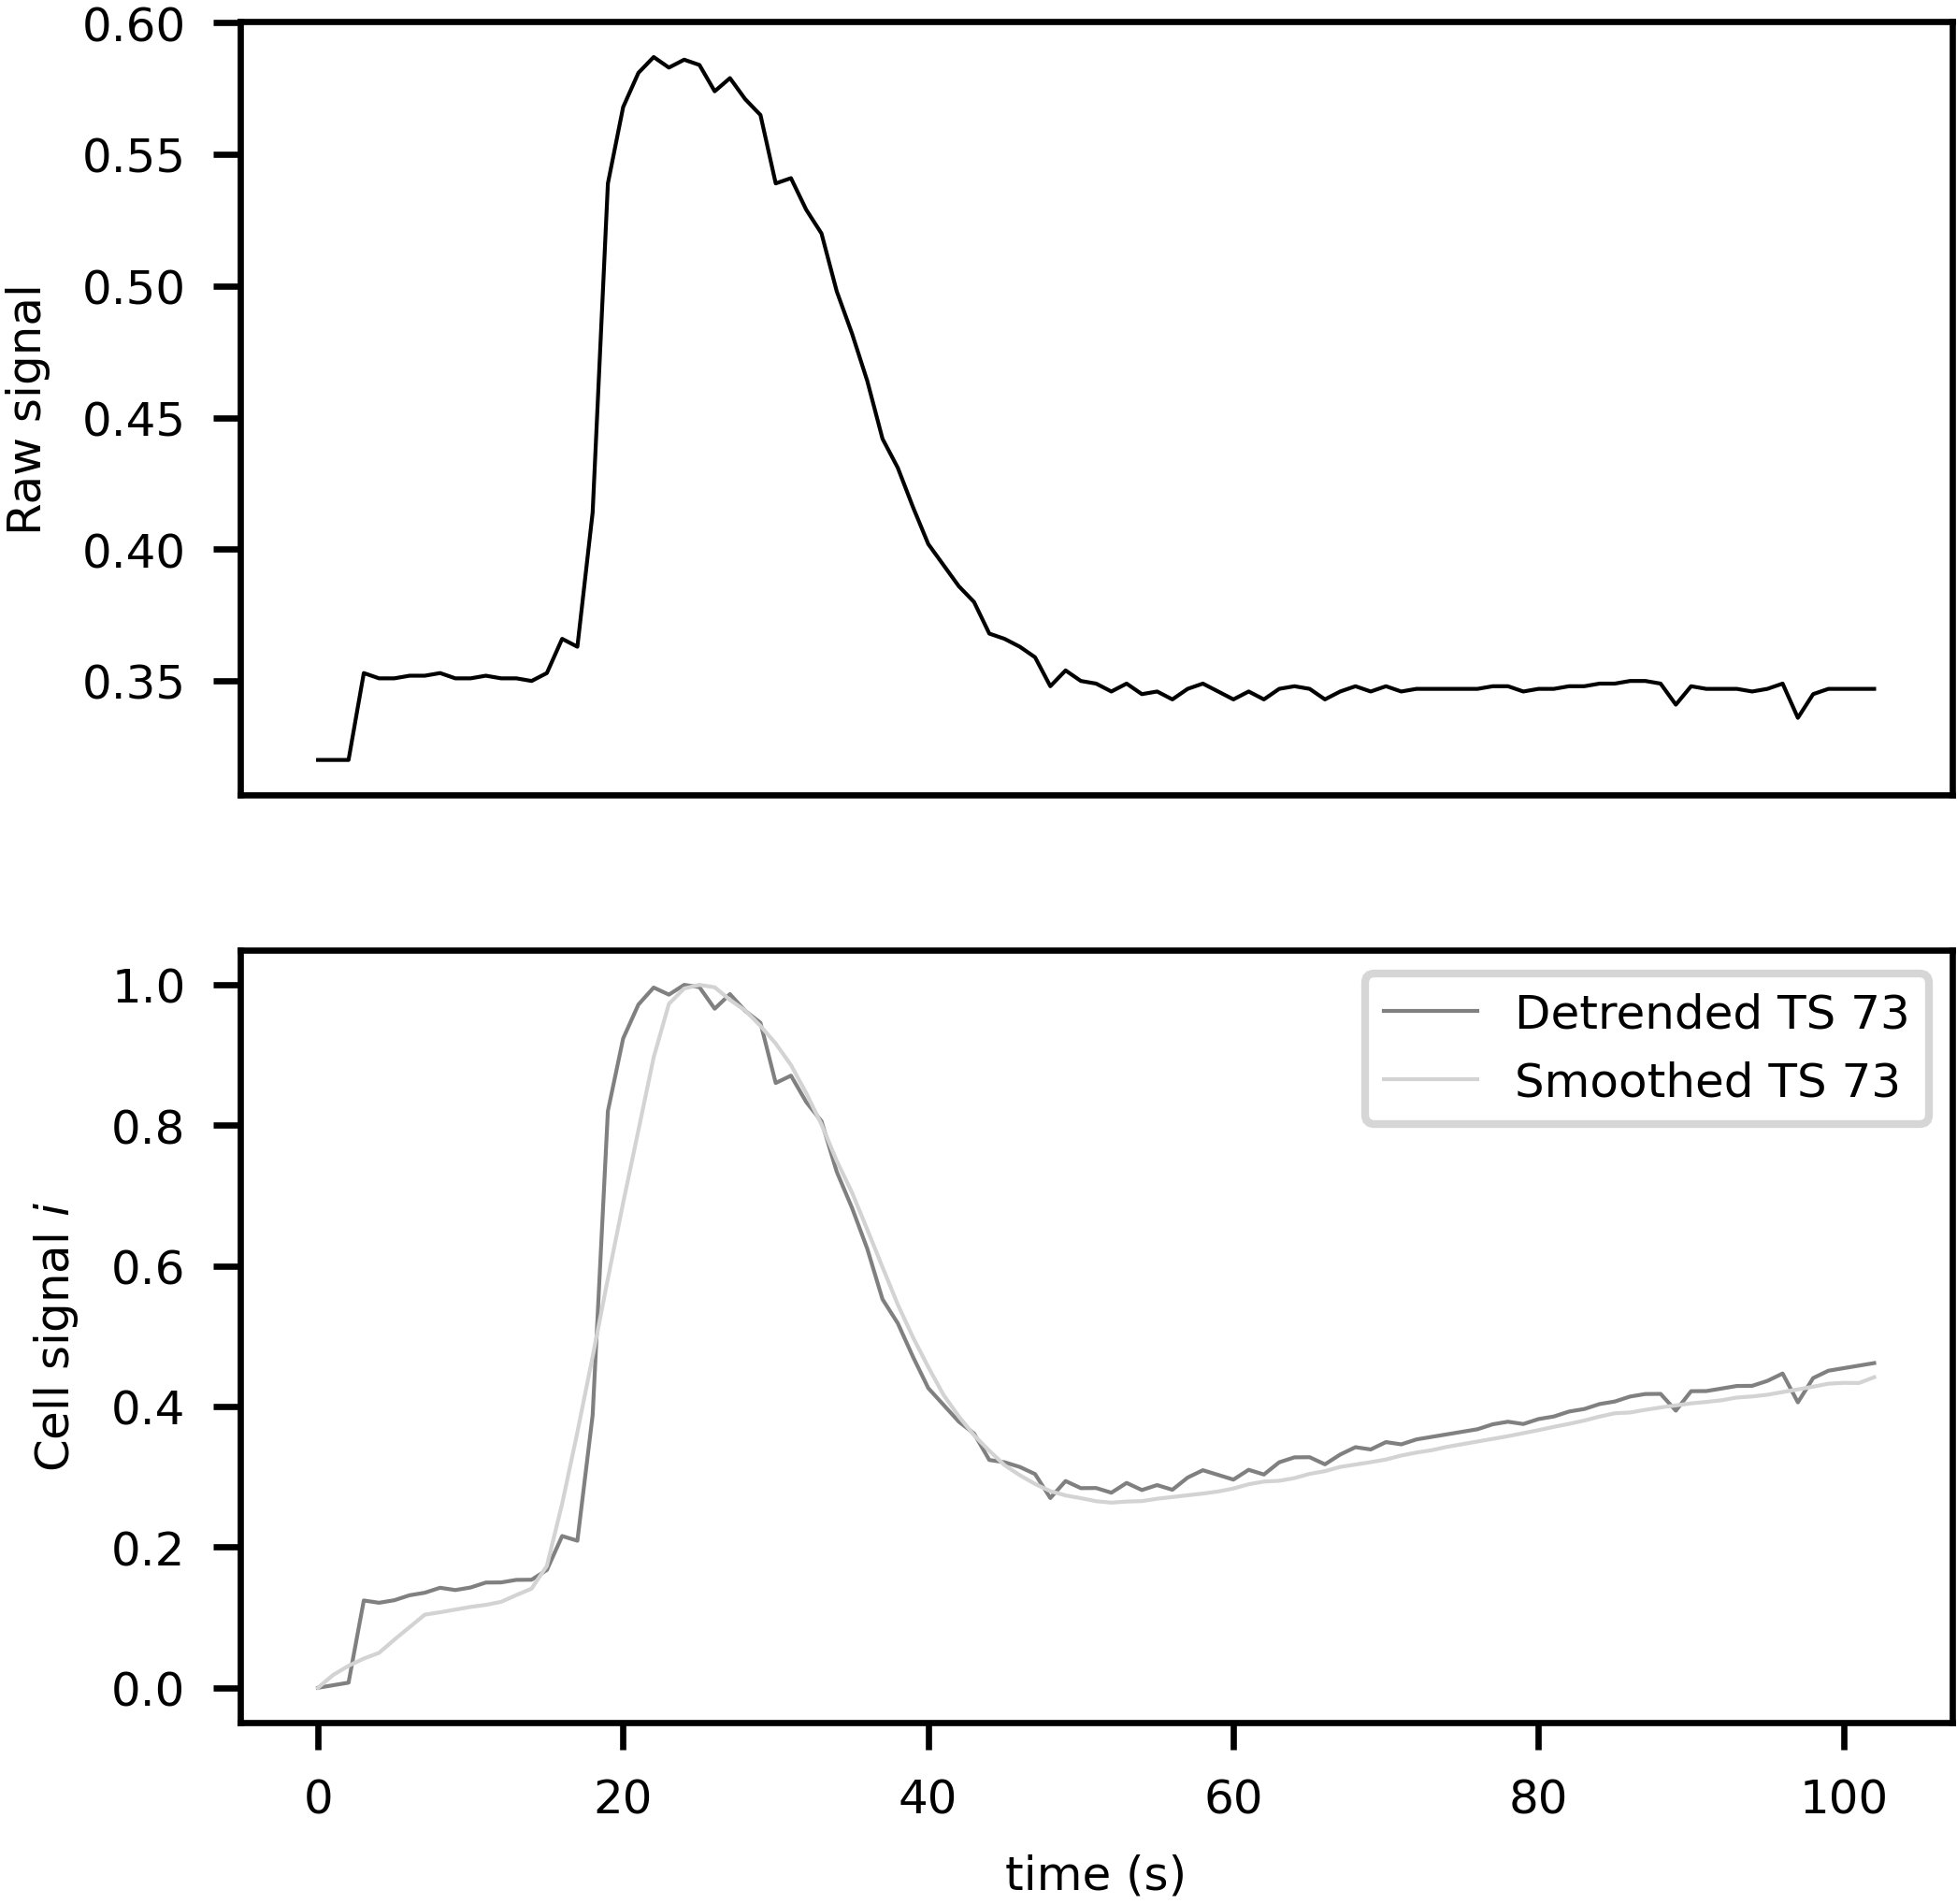 Raw signal
0.60
0.55
0.50
0.45
0.40
0.35
Cell signal i
1.0
0.8
0.6
0.4
0.2
0.0
Detrended TS 73
Smoothed TS 73
0 20 40 60 80 100
time (s)